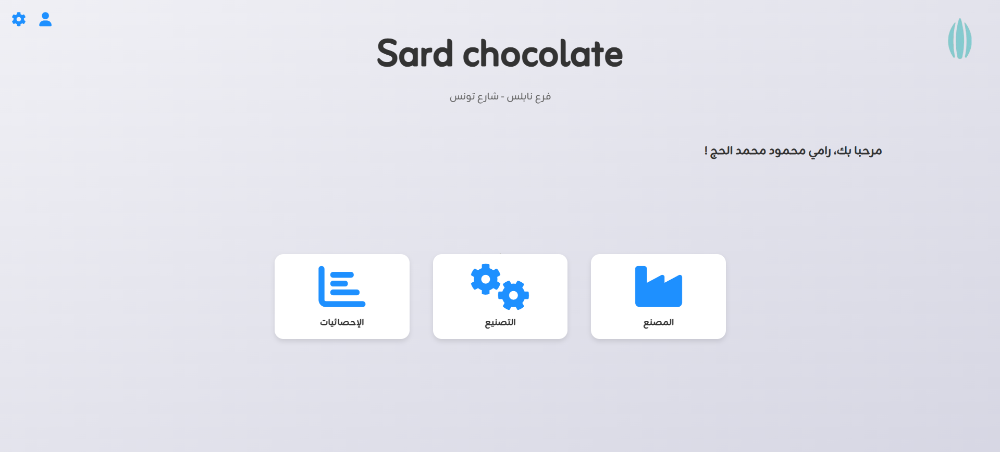 Sard chocolate
فرع نابلس - شارع تونس
مرحبا بك، رامي محمود محمد الحج !
المصنع
التصنيع
الإحصائيات